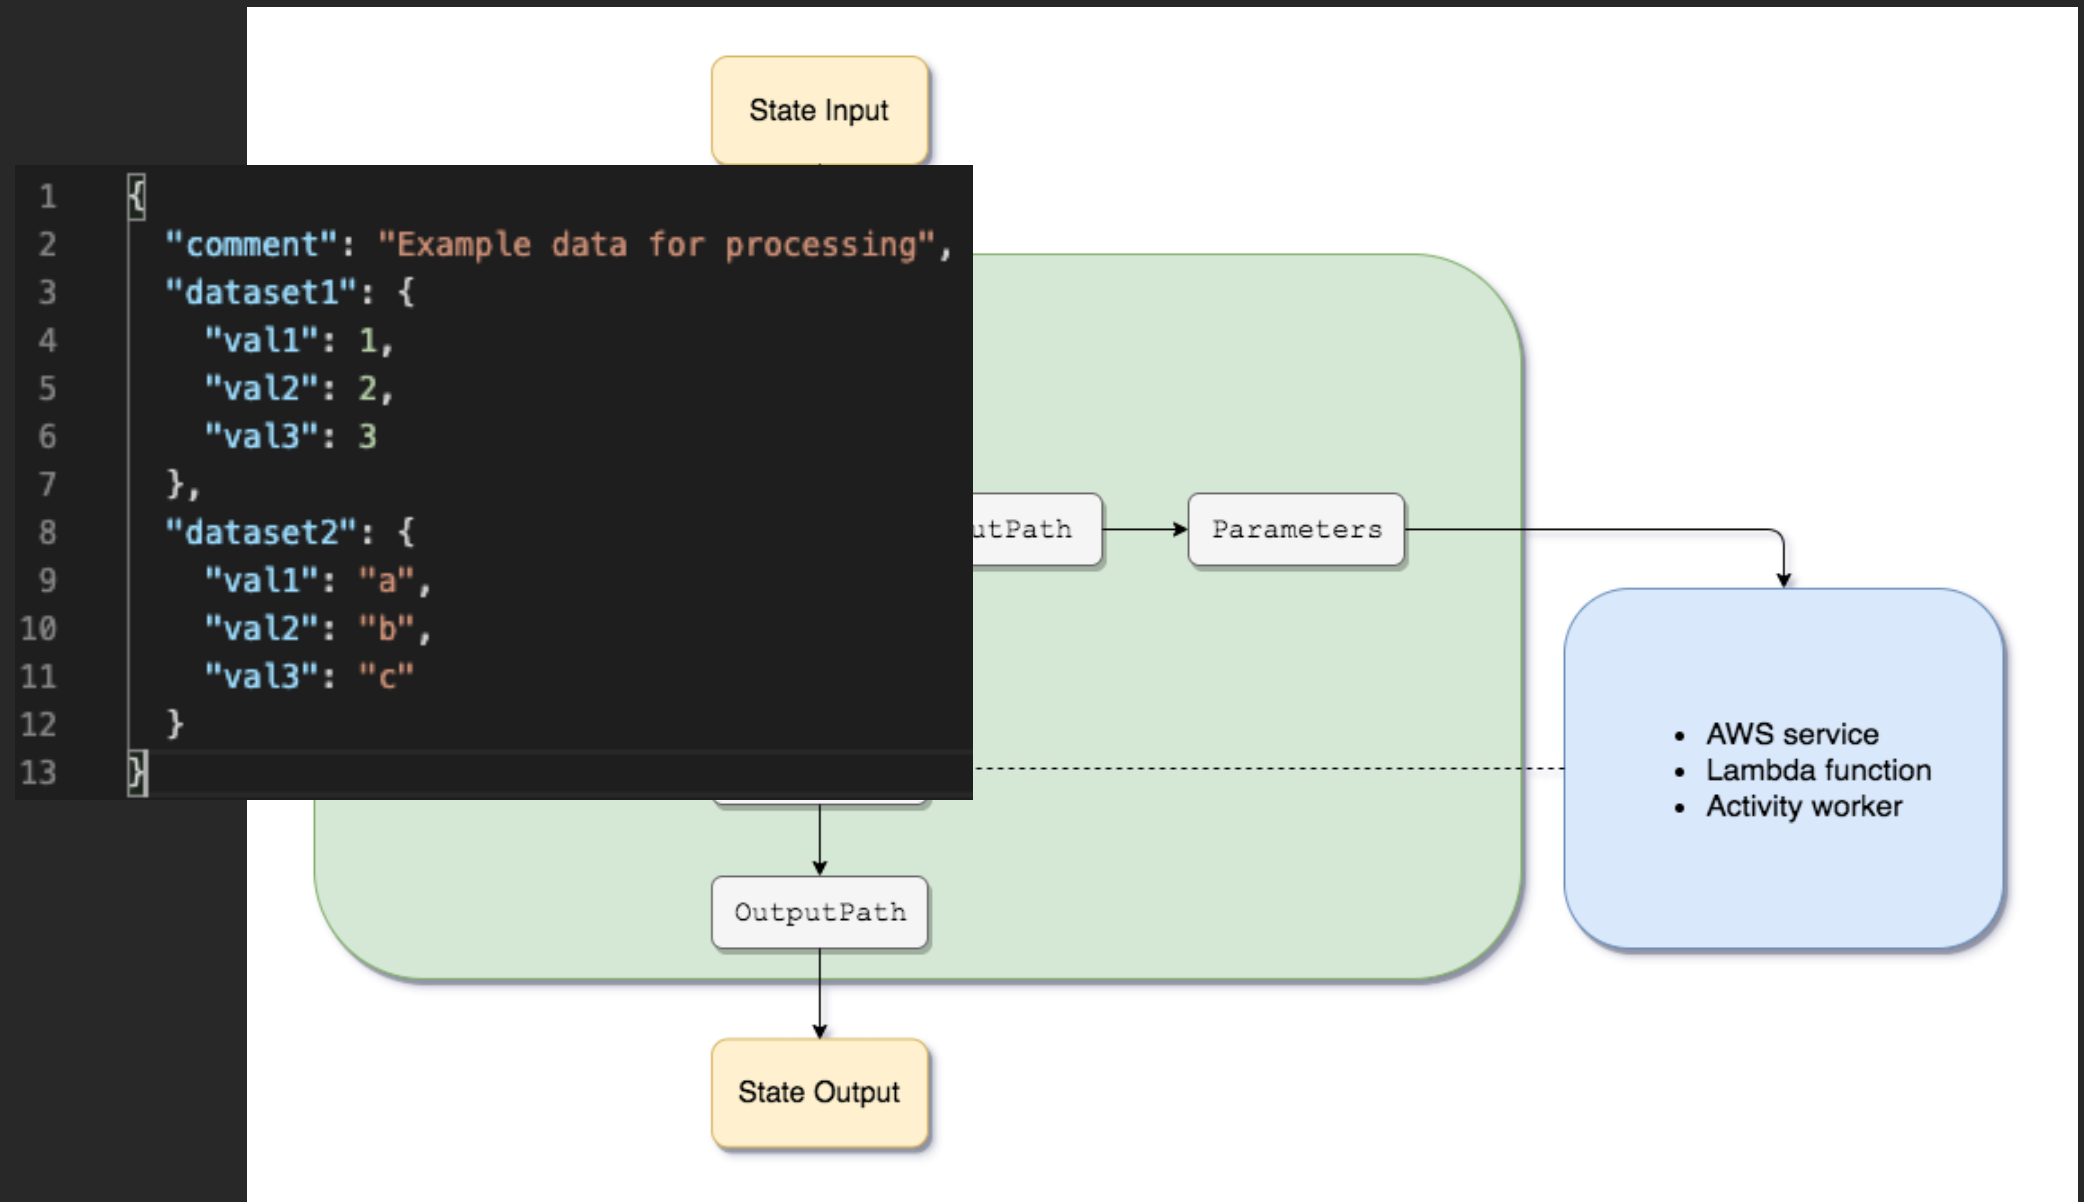 State Input
1 {
2 "comment": "Example data for processing",
3 "dataset1": {
4 "val1": 1,
5 "val2": 2,
6 "val3": 3
7 },
8 "dataset2": {
9 "val1": "a",
10 "val2": "b",
11 "val3": "c"
12 }
13 }
utPath
Parameters
AWS service
Lambda function
Activity worker
OutputPath
State Output